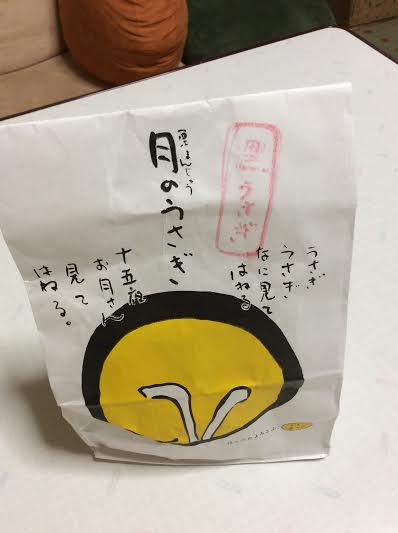 黒うさぎ
栗まんじゅう
月のうさぎ
うさぎ
うさぎ
なに見て
はねる
十五夜
お月さん
見て
はねる。